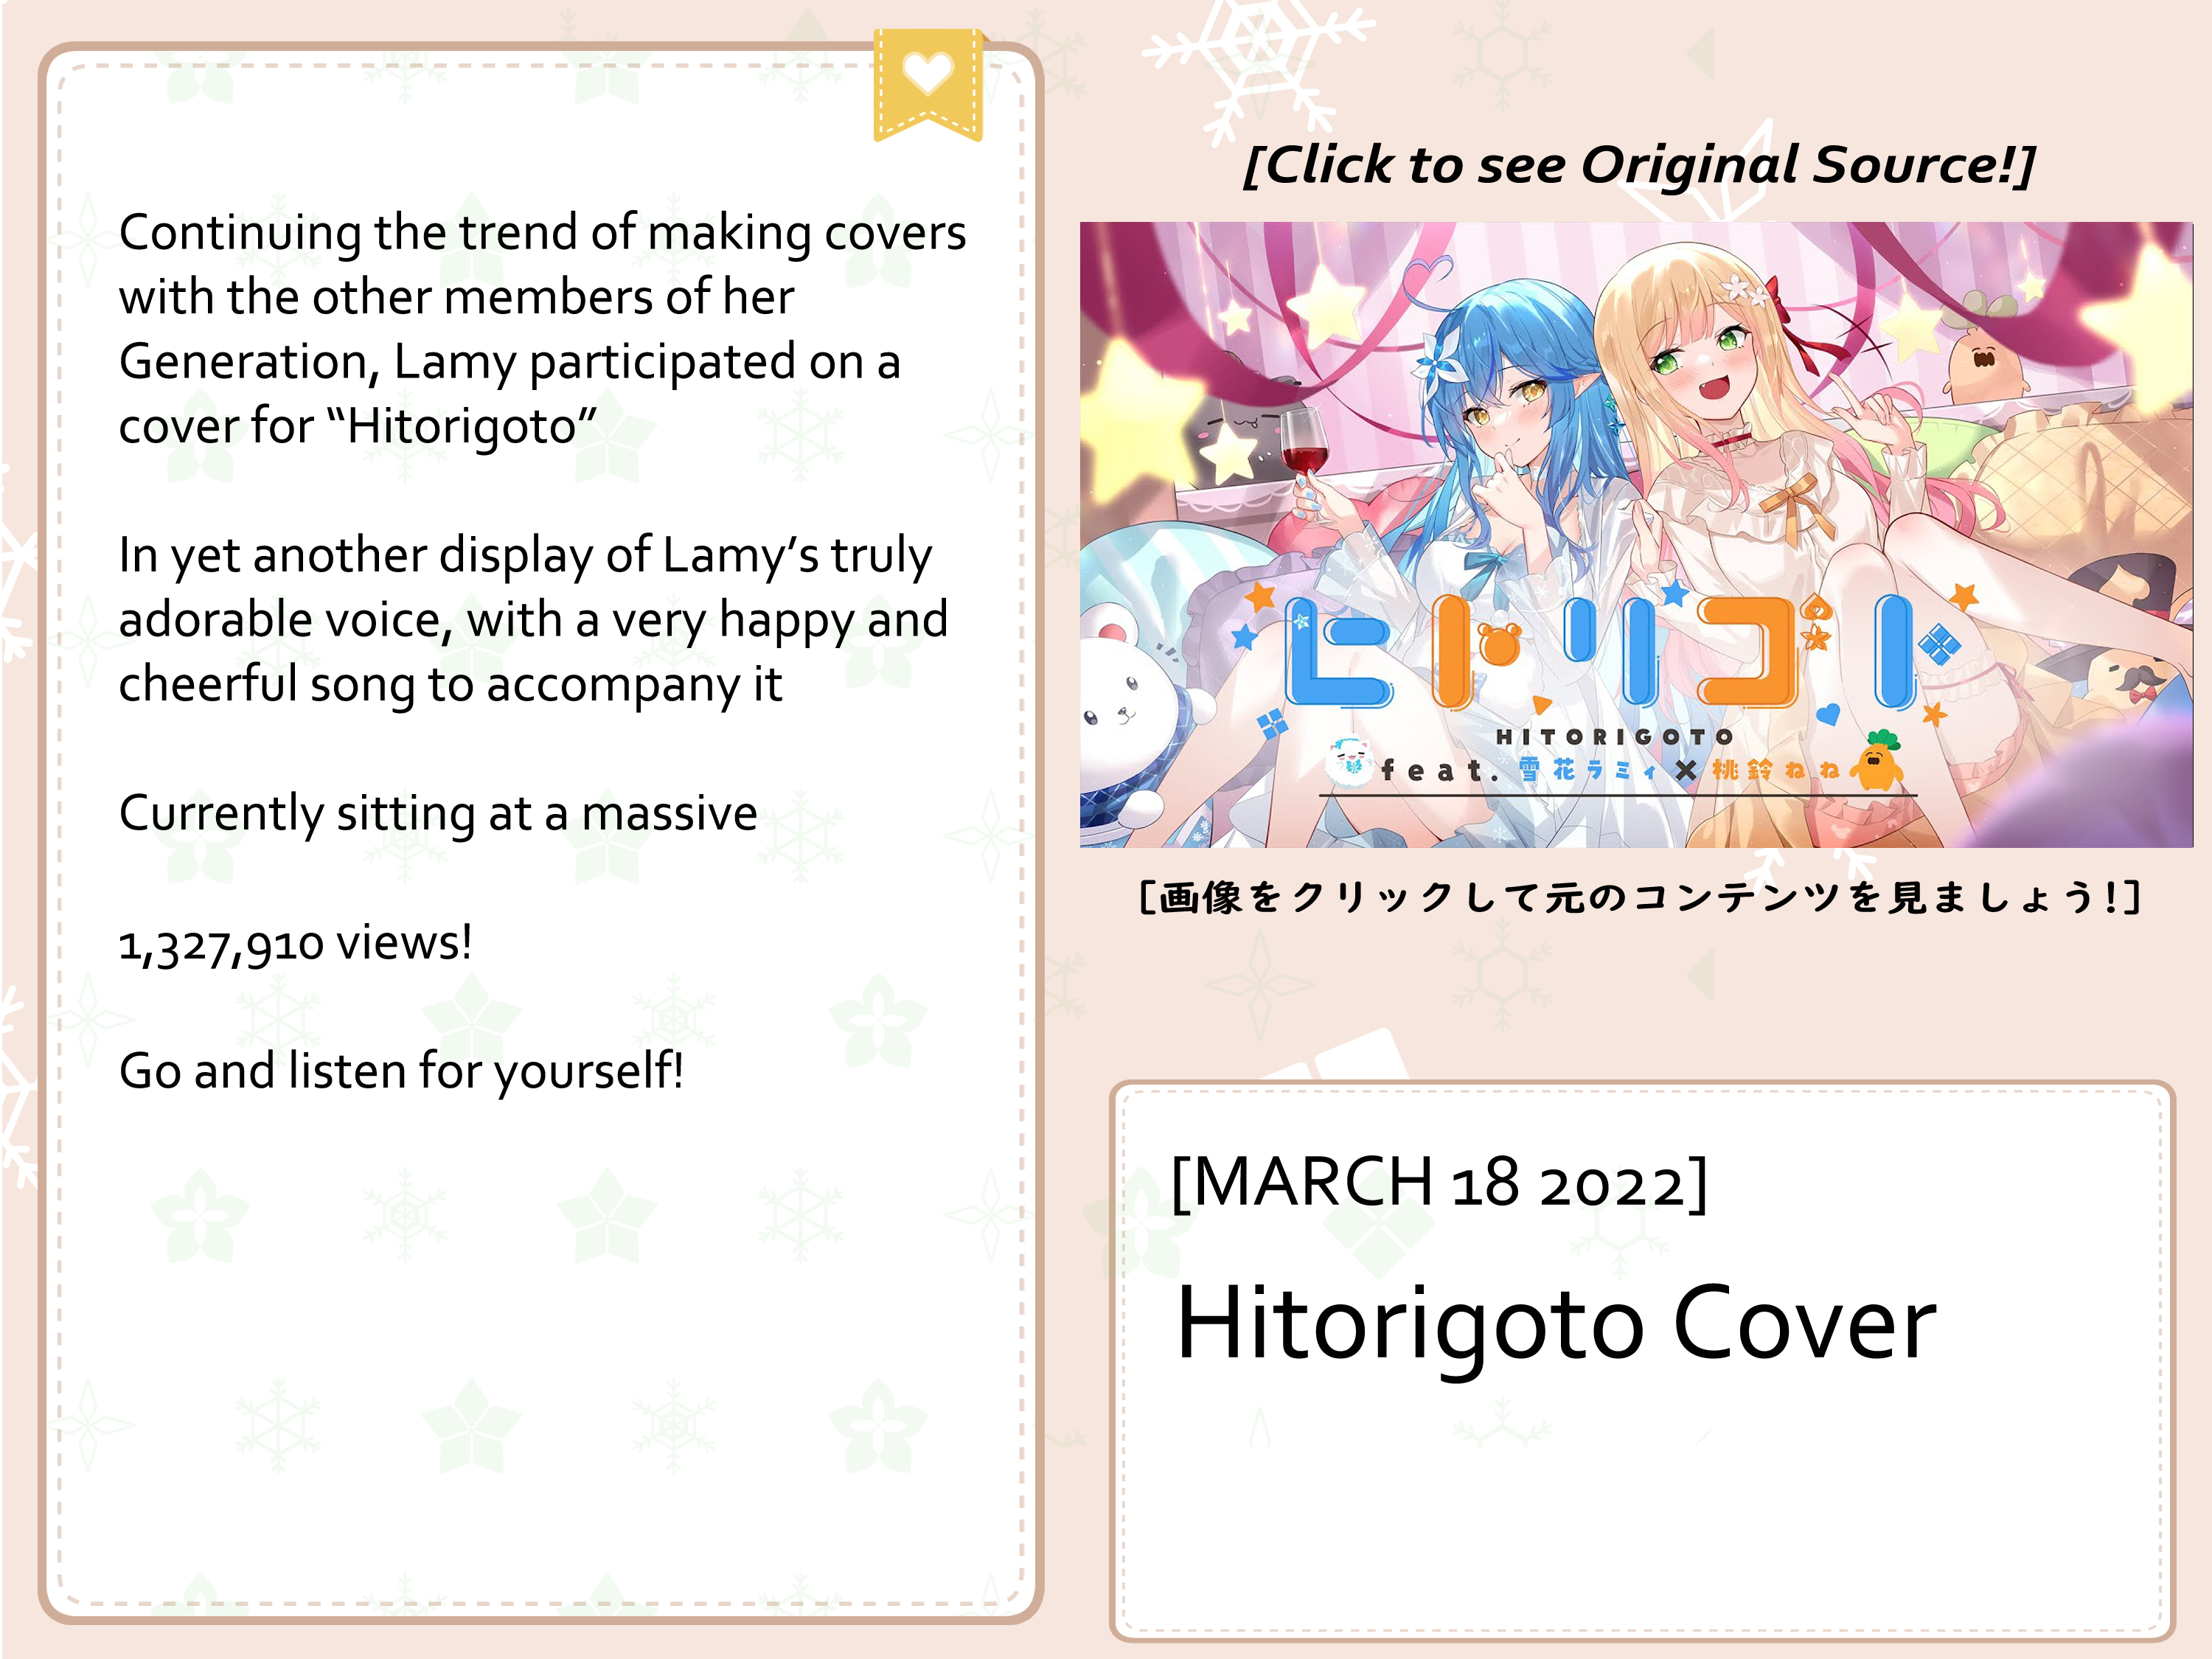 Continuing the trend of making covers
with the other members of her
Generation, Lamy participated on a
cover for “Hitorigoto”
In yet another display of Lamy’s truly
adorable voice, with a very happy and
cheerful song to accompany it
Currently sitting at a massive
1,327,910 views!
Go and listen for yourself!
[Click to see Original Source!]
ヒトリゴト
HITORIGOTO
feat. 雪花ラミィ×桃鈴ねね
[画像をクリックして元のコンテンツを見ましょう!]
[MARCH 18 2022]
Hitorigoto Cover